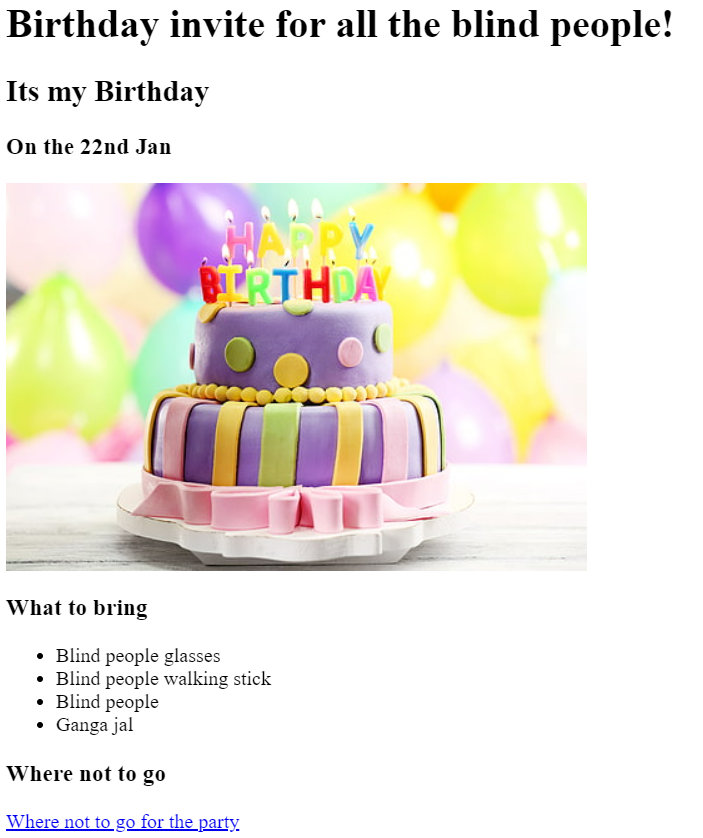 Birthday invite for all the blind people!
Its my Birthday
On the 22nd Jan
HAPPY
BIRTHDAY
What to bring
Blind people glasses
Blind people walking stick
Blind people
Ganga jal
Where not to go
Where not to go for the party